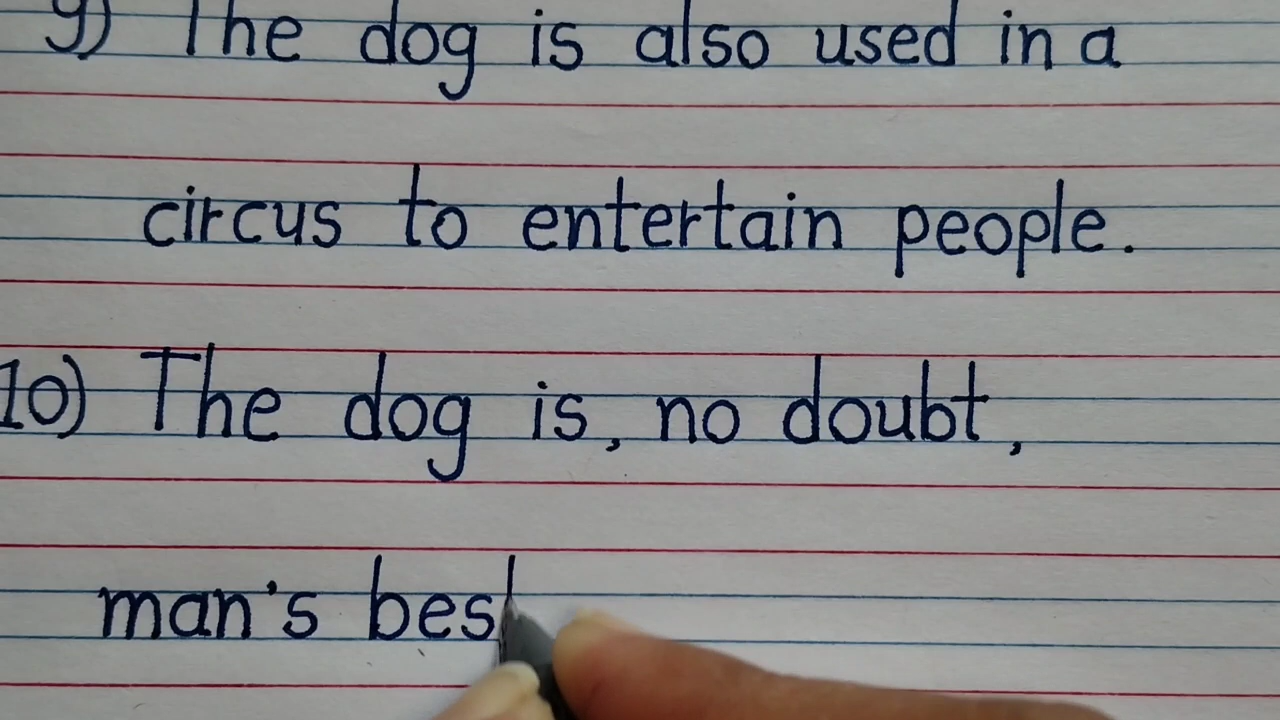 9) The dog is also used in a
circus to entertain people.
10) The dog is, no doubt,
man's bes